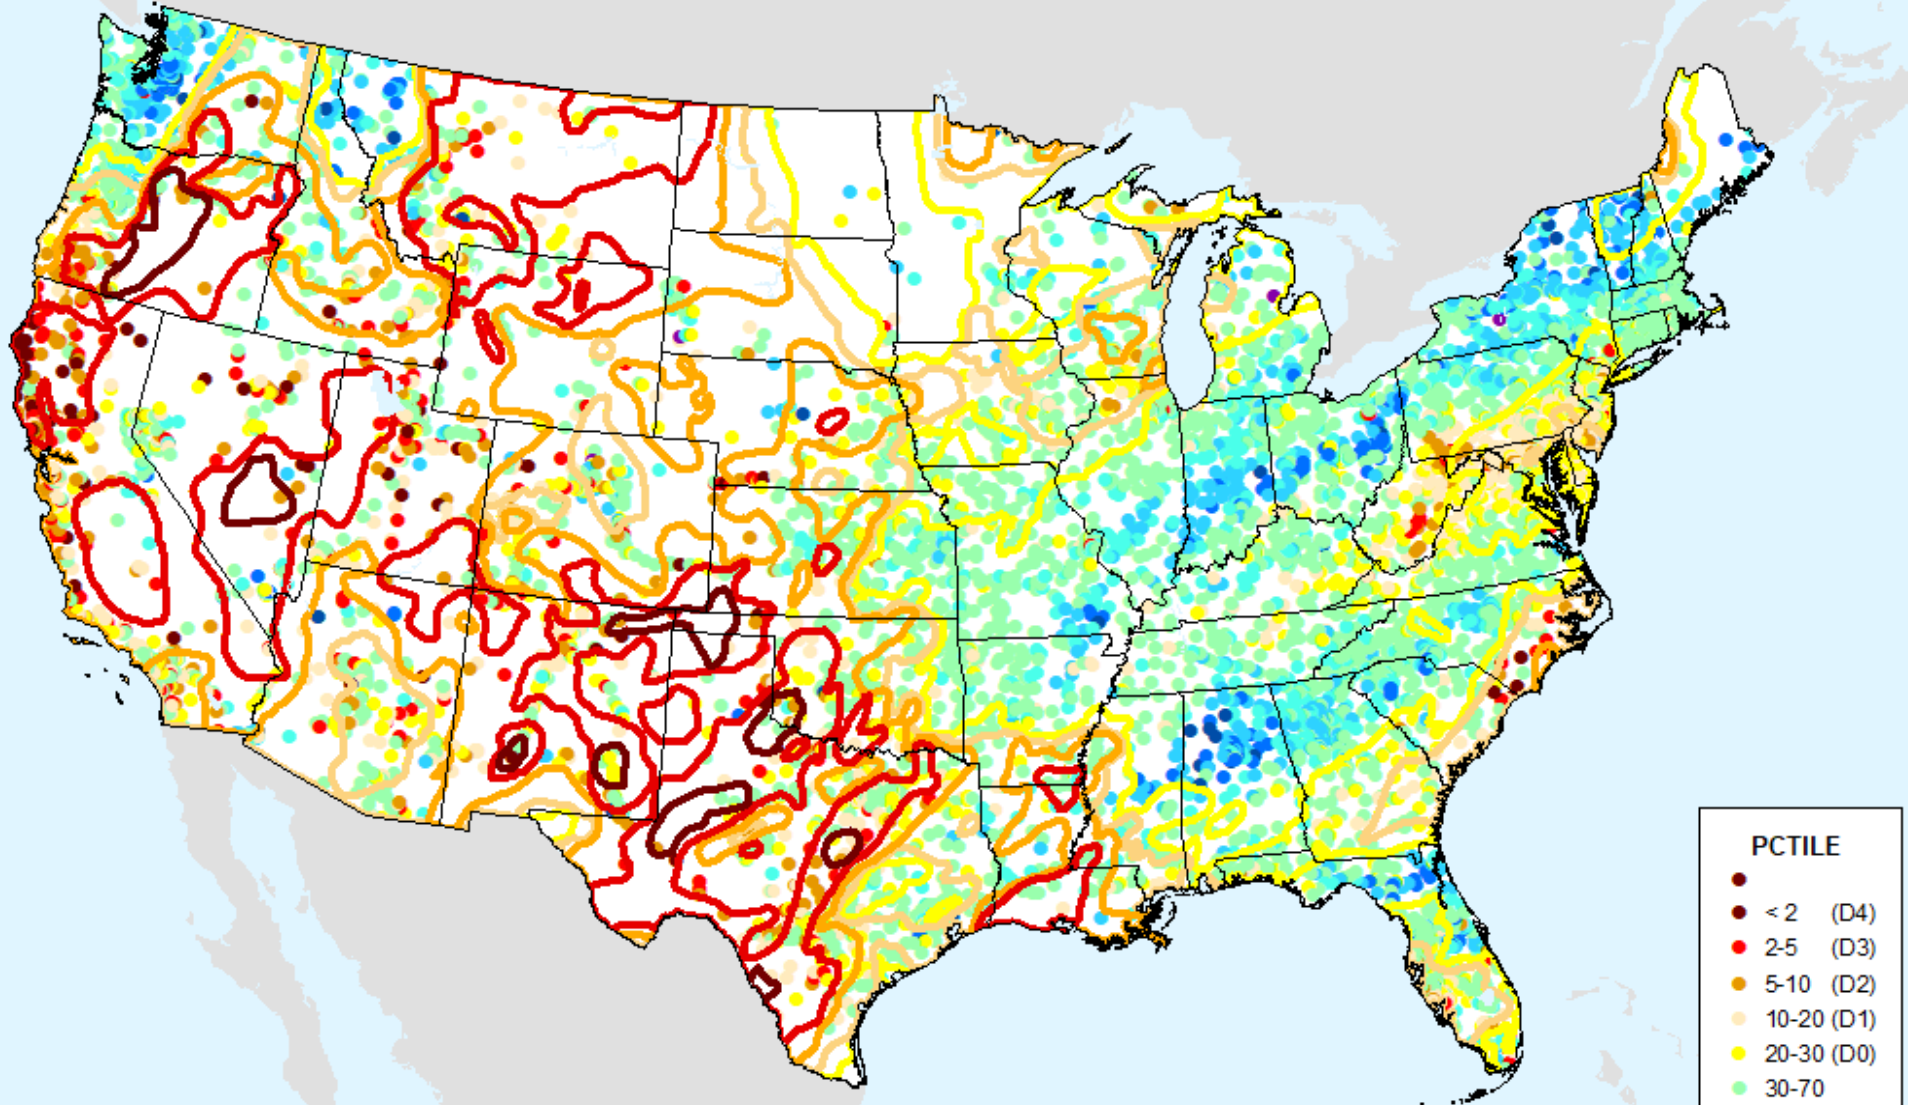 PCTILE
< 2 (D4)
2-5 (D3)
5-10 (D2)
10-20 (D1)
20-30 (D0)
30-70